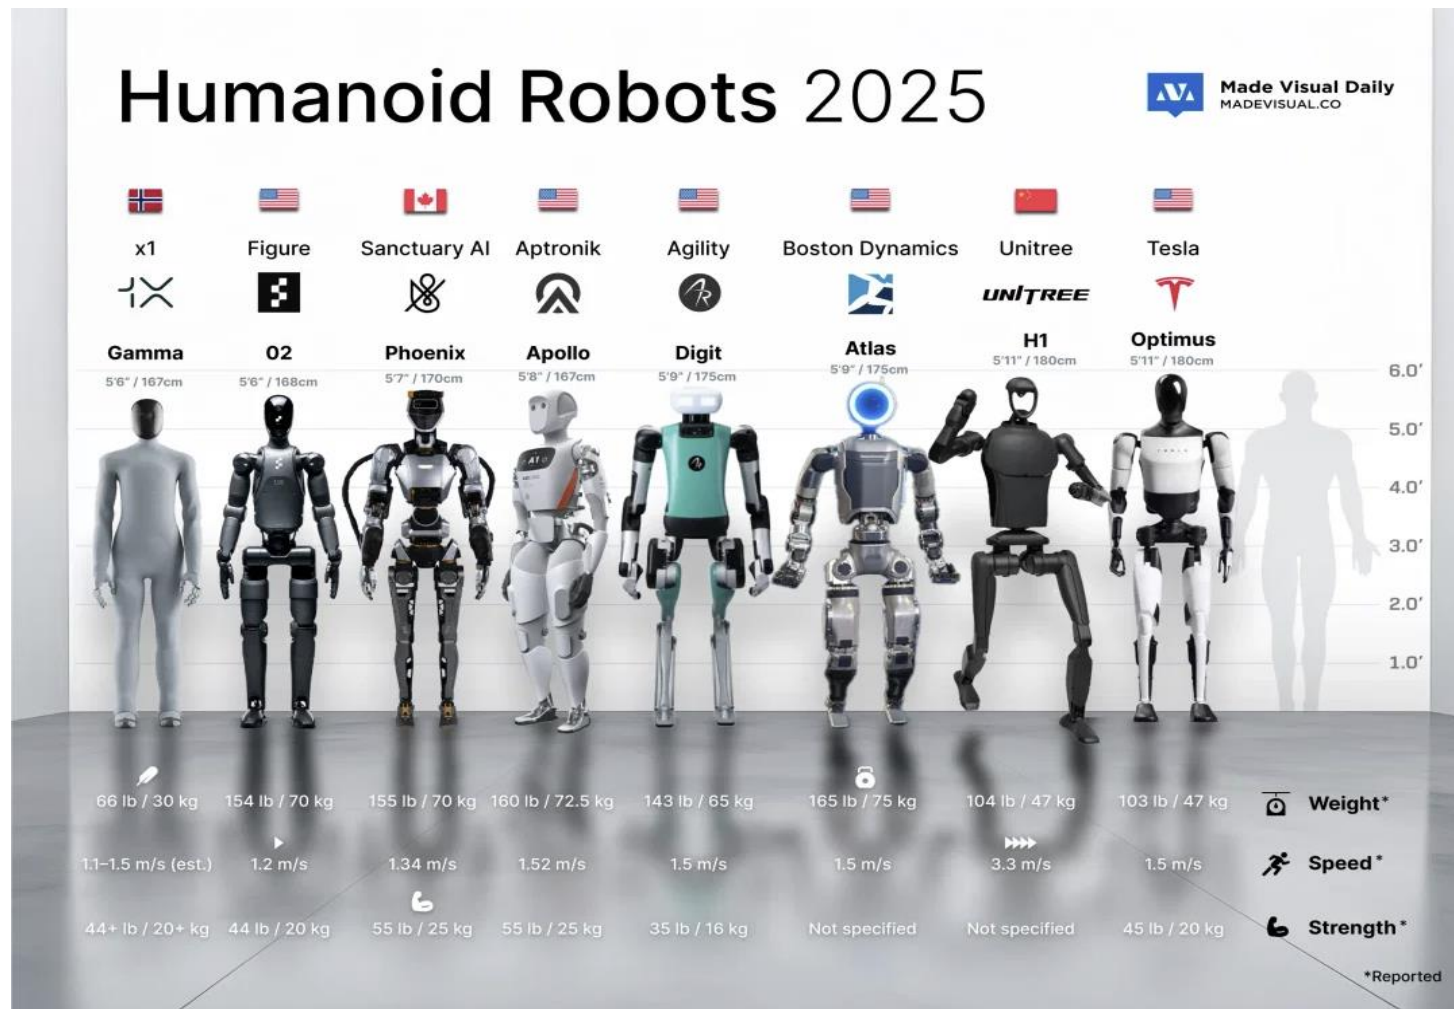 Humanoid Robots 2025
Made Visual Daily
MADEVISUAL.CO
x1 Figure Sanctuary AI Aptronik Agility Boston Dynamics Unitree Tesla
UNITREE
Gamma 02 Phoenix Apollo Digit Atlas H1 Optimus
5'6" / 167cm 5'6" / 168cm 5'7" / 170cm 5'8" / 167cm 5'9" / 175cm 5'9" / 175cm 5'11" / 180cm 5'11" / 180cm
6.0'
5.0'
4.0'
3.0'
2.0'
1.0'
A1
TESLA
66 lb / 30 kg 154 lb / 70 kg 155 lb / 70 kg 160 lb / 72.5 kg 143 lb / 65 kg 165 lb / 75 kg 104 lb / 47 kg 103 lb / 47 kg Weight*
1.1–1.5 m/s (est.) 1.2 m/s 1.34 m/s 1.52 m/s 1.5 m/s 1.5 m/s 3.3 m/s 1.5 m/s Speed*
44+ lb / 20+ kg 44 lb / 20 kg 55 lb / 25 kg 55 lb / 25 kg 35 lb / 16 kg Not specified Not specified 45 lb / 20 kg Strength*
*Reported